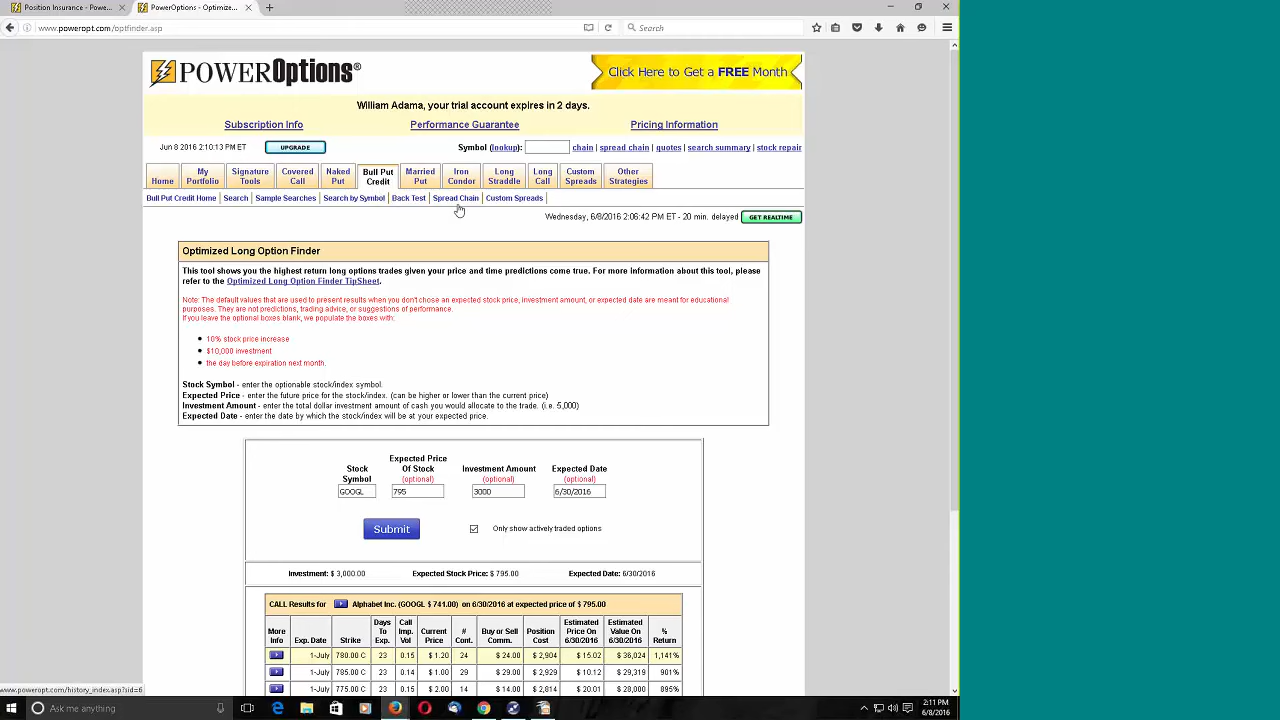 Position Insurance - Powe...
PowerOptions - Optimize...
www.poweropt.com/optfinder.asp
Search
POWEROptions®
Click Here to Get a FREE Month
William Adama, your trial account expires in 2 days.
Subscription Info
Performance Guarantee
Pricing Information
Jun 8 2016 2:10:13 PM ET
UPGRADE
Symbol (lookup):
chain | spread chain | quotes | search summary | stock repair
Home
My Portfolio
Signature Tools
Covered Call
Naked Put
Bull Put Credit
Married Put
Iron Condor
Long Straddle
Long Call
Custom Spreads
Other Strategies
Bull Put Credit Home | Search | Sample Searches | Search by Symbol | Back Test | Spread Chain | Custom Spreads |
Wednesday, 6/8/2016 2:06:42 PM ET - 20 min. delayed
GET REALTIME
Optimized Long Option Finder
This tool shows you the highest return long options trades given your price and time predictions come true. For more information about this tool, please
refer to the Optimized Long Option Finder TipSheet.
Note: The default values that are used to present results when you don't chose an expected stock price, investment amount, or expected date are meant for educational
purposes. They are not predictions, trading advice, or suggestions of performance.
If you leave the optional boxes blank, we populate the boxes with:
10% stock price increase
$10,000 investment
the day before expiration next month.
Stock Symbol - enter the optionable stock/index symbol.
Expected Price - enter the future price for the stock/index. (can be higher or lower than the current price)
Investment Amount - enter the total dollar investment amount of cash you would allocate to the trade. (i.e. 5,000)
Expected Date - enter the date by which the stock/index will be at your expected price.
Stock Symbol
Expected Price Of Stock (optional)
Investment Amount (optional)
Expected Date (optional)
GOOGL
795
3000
6/30/2016
Submit
Only show actively traded options
Investment: $ 3,000.00
Expected Stock Price: $ 795.00
Expected Date: 6/30/2016
CALL Results for Alphabet Inc. (GOOGL $ 741.00) on 6/30/2016 at expected price of $ 795.00
More Info
Exp. Date
Strike
Days To Exp.
Call Imp. Vol
Current Price
# Cont.
Buy or Sell Comm.
Position Cost
Estimated Price On 6/30/2016
Estimated Value On 6/30/2016
% Return
1-July 780.00 C 23 0.15 $ 1.20 24 $ 24.00 $ 2,904 $ 15.02 $ 36,024 1,141%
1-July 785.00 C 23 0.14 $ 1.00 29 $ 29.00 $ 2,929 $ 10.12 $ 29,319 901%
1-July 775.00 C 23 0.15 $ 2.00 14 $ 14.00 $ 2,814 $ 20.01 $ 28,000 895%
www.poweropt.com/history_index.asp?sid=6
Ask me anything
2:11 PM
6/8/2016